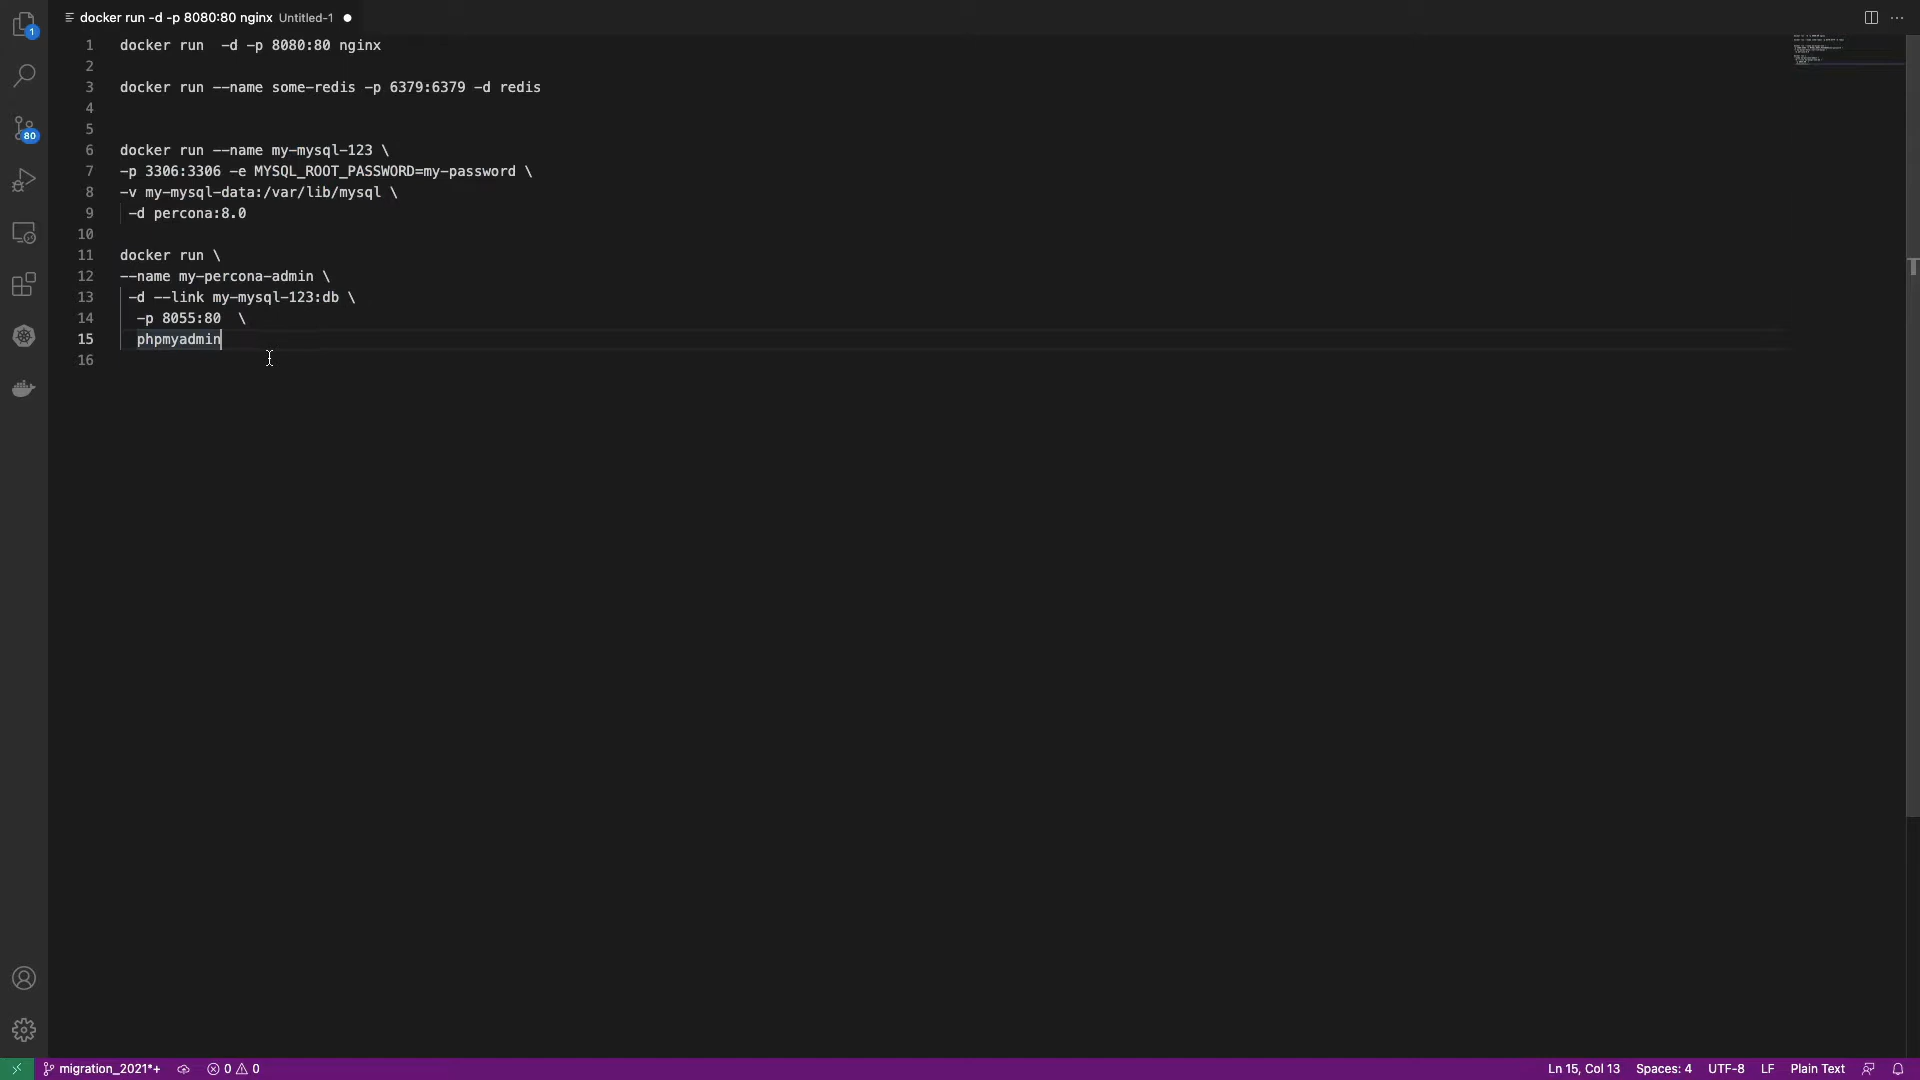 docker run -d -p 8080:80 nginx Untitled-1
1
1 docker run  -d -p 8080:80 nginx
2
3 docker run --name some-redis -p 6379:6379 -d redis
4
80
5
6 docker run --name my-mysql-123 \
7 -p 3306:3306 -e MYSQL_ROOT_PASSWORD=my-password \
8 -v my-mysql-data:/var/lib/mysql \
9  -d percona:8.0
10
11 docker run \
12 --name my-percona-admin \
13  -d --link my-mysql-123:db \
14   -p 8055:80  \
15   phpmyadmin
16
migration_2021*+ 0 0 Ln 15, Col 13 Spaces: 4 UTF-8 LF Plain Text